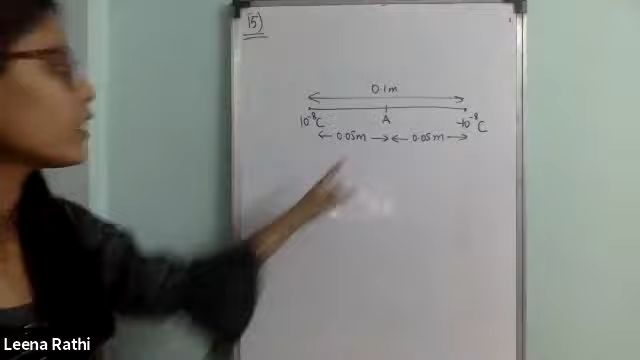 15)
0.1m
10⁻⁸C A -10⁻⁸C
0.05m 0.05m
Leena Rathi